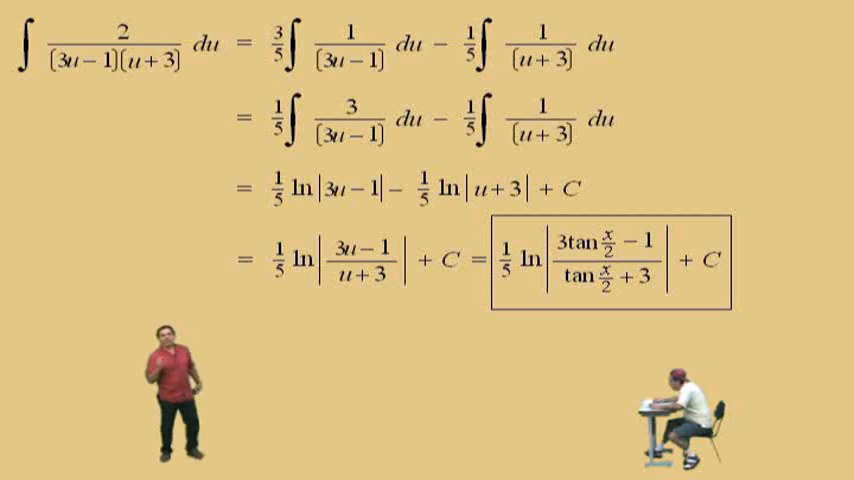 ∫ 2/((3u − 1)(u + 3)) du = 3/5 ∫ 1/(3u − 1) du − 1/5 ∫ 1/(u + 3) du
= 1/5 ∫ 3/(3u − 1) du − 1/5 ∫ 1/(u + 3) du
= 1/5 ln|3u − 1| − 1/5 ln|u + 3| + C
= 1/5 ln|(3u − 1)/(u + 3)| + C = 1/5 ln|(3tan x/2 − 1)/(tan x/2 + 3)| + C